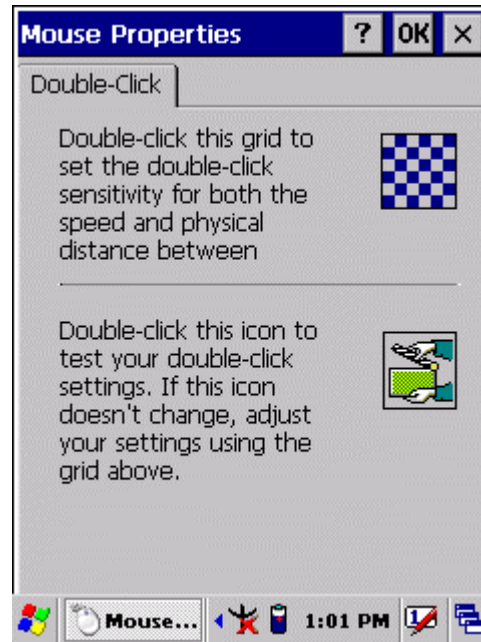 Mouse Properties ? OK ×
Double-Click
Double-click this grid to
set the double-click
sensitivity for both the
speed and physical
distance between
Double-click this icon to
test your double-click
settings. If this icon
doesn't change, adjust
your settings using the
grid above.
Mouse... 1:01 PM 1